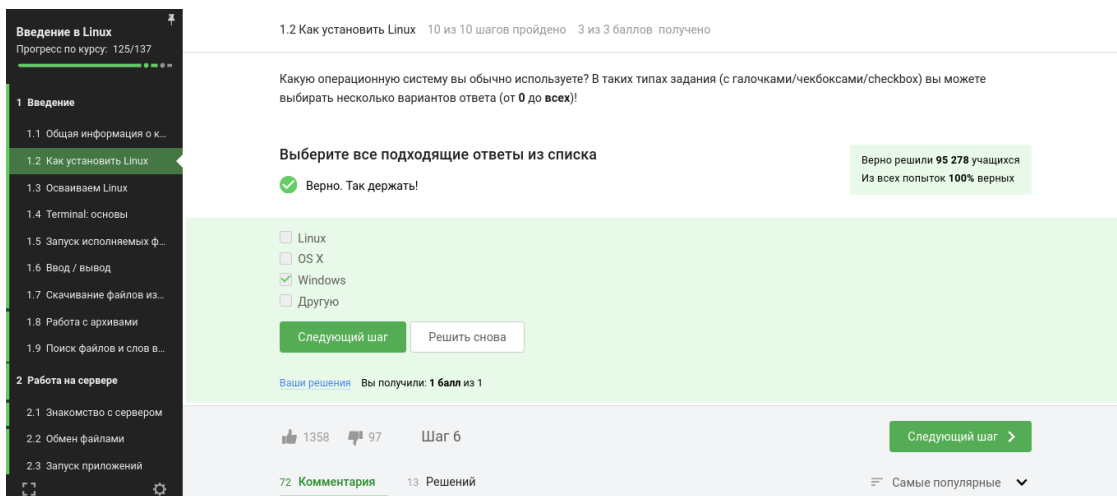 Введение в Linux
Прогресс по курсу: 125/137
1 Введение
1.1 Общая информация о к...
1.2 Как установить Linux
1.3 Осваиваем Linux
1.4 Terminal: основы
1.5 Запуск исполняемых ф...
1.6 Ввод / вывод
1.7 Скачивание файлов из...
1.8 Работа с архивами
1.9 Поиск файлов и слов в...
2 Работа на сервере
2.1 Знакомство с сервером
2.2 Обмен файлами
2.3 Запуск приложений
1.2 Как установить Linux 10 из 10 шагов пройдено 3 из 3 баллов получено
Какую операционную систему вы обычно используете? В таких типах задания (с галочками/чекбоксами/checkbox) вы можете
выбирать несколько вариантов ответа (от 0 до всех)!
Выберите все подходящие ответы из списка
Верно. Так держать!
Верно решили 95 278 учащихся
Из всех попыток 100% верных
Linux
OS X
Windows
Другую
Следующий шаг Решить снова
Ваши решения Вы получили: 1 балл из 1
1358 97 Шаг 6 Следующий шаг
72 Комментария 13 Решений Самые популярные